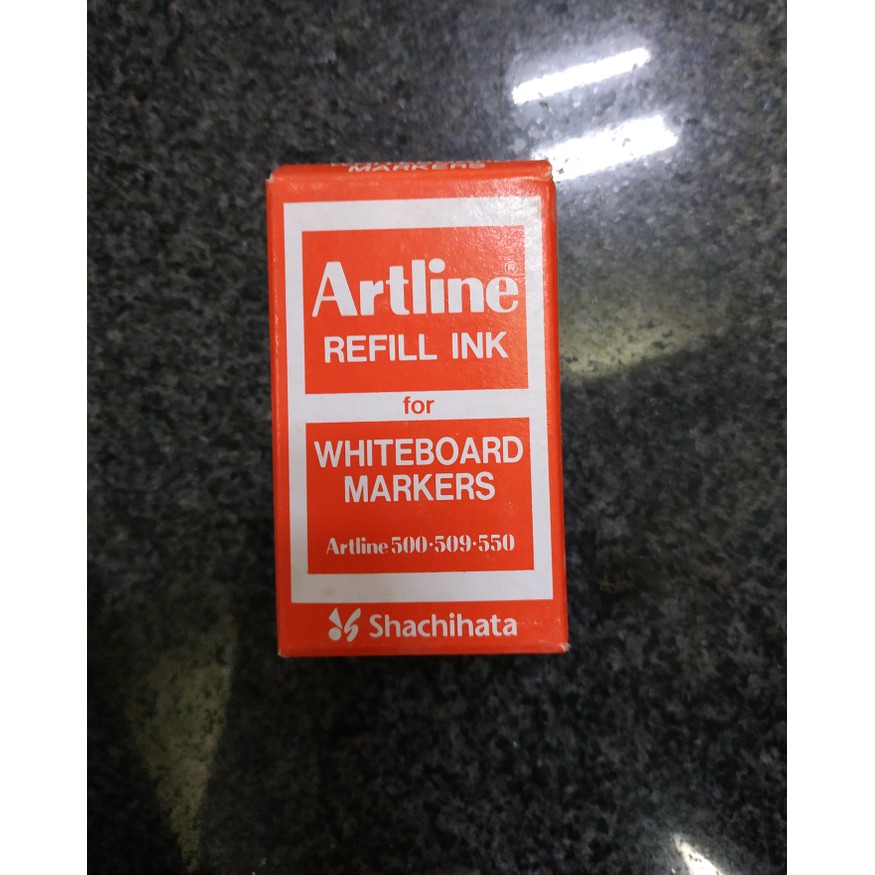 MARKERS
Artline®
REFILL INK
for
WHITEBOARD
MARKERS
Artline 500·509·550
Shachihata